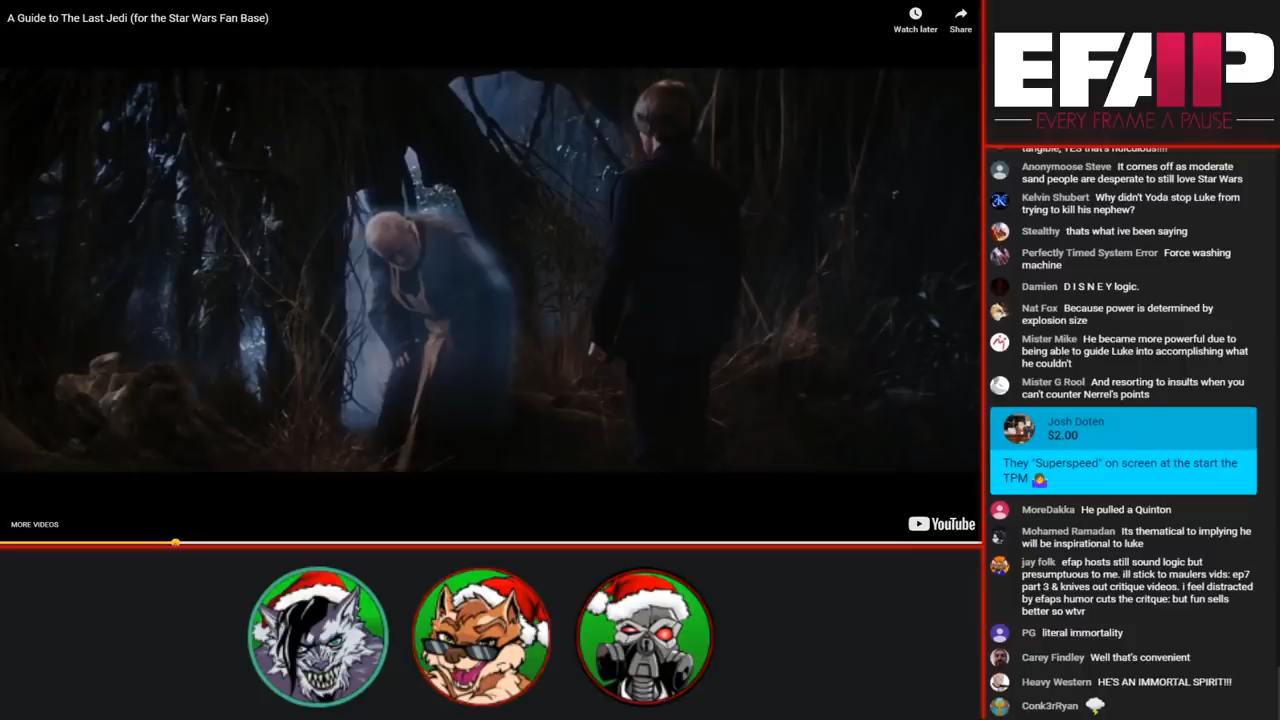 A Guide to The Last Jedi (for the Star Wars Fan Base)
Watch later
Share
MORE VIDEOS
YouTube
EFAP
EVERY FRAME A PAUSE
tangible, YES that's ridiculous!!!!
Anonymoose Steve It comes off as moderate
sand people are desperate to still love Star Wars
Kelvin Shubert Why didn't Yoda stop Luke from
trying to kill his nephew?
Stealthy thats what ive been saying
Perfectly Timed System Error Force washing
machine
Damien D I S N E Y logic.
Nat Fox Because power is determined by
explosion size
Mister Mike He became more powerful due to
being able to guide Luke into accomplishing what
he couldn't
Mister G Rool And resorting to insults when you
can't counter Nerrel's points
Josh Doten
$2.00
They "Superspeed" on screen at the start the
TPM
MoreDakka He pulled a Quinton
Mohamed Ramadan Its thematical to implying he
will be inspirational to luke
jay folk efap hosts still sound logic but
presumptuous to me. ill stick to maulers vids: ep7
part 3 & knives out critique videos. i feel distracted
by efaps humor cuts the critque: but fun sells
better so wtvr
PG literal immortality
Carey Findley Well that's convenient
Heavy Western HE'S AN IMMORTAL SPIRIT!!!
Conk3rRyan